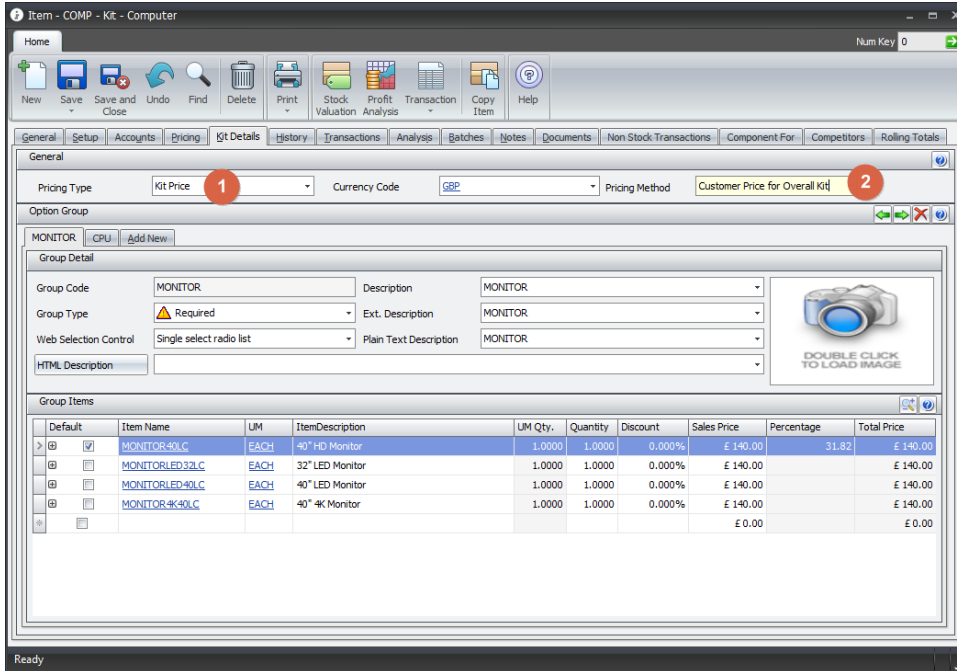 Item - COMP - Kit - Computer
Home
Num Key 0
New Save Save and Close Undo Find Delete Print Stock Valuation Profit Analysis Transaction Copy Item Help
General Setup Accounts Pricing Kit Details History Transactions Analysis Batches Notes Documents Non Stock Transactions Component For Competitors Rolling Totals
General
Pricing Type Kit Price 1 Currency Code GBP Pricing Method Customer Price for Overall Kit 2
Option Group
MONITOR CPU Add New
Group Detail
Group Code MONITOR Description MONITOR
Group Type Required Ext. Description MONITOR
Web Selection Control Single select radio list Plain Text Description MONITOR
HTML Description
DOUBLE CLICK
TO LOAD IMAGE
Group Items
Default Item Name UM ItemDescription UM Qty. Quantity Discount Sales Price Percentage Total Price
MONITOR40LC EACH 40" HD Monitor 1.0000 1.0000 0.000% £ 140.00 31.82 £ 140.00
MONITORLED32LC EACH 32" LED Monitor 1.0000 1.0000 0.000% £ 140.00 £ 140.00
MONITORLED40LC EACH 40" LED Monitor 1.0000 1.0000 0.000% £ 140.00 £ 140.00
MONITOR4K40LC EACH 40" 4K Monitor 1.0000 1.0000 0.000% £ 140.00 £ 140.00
£ 0.00 £ 0.00
Ready